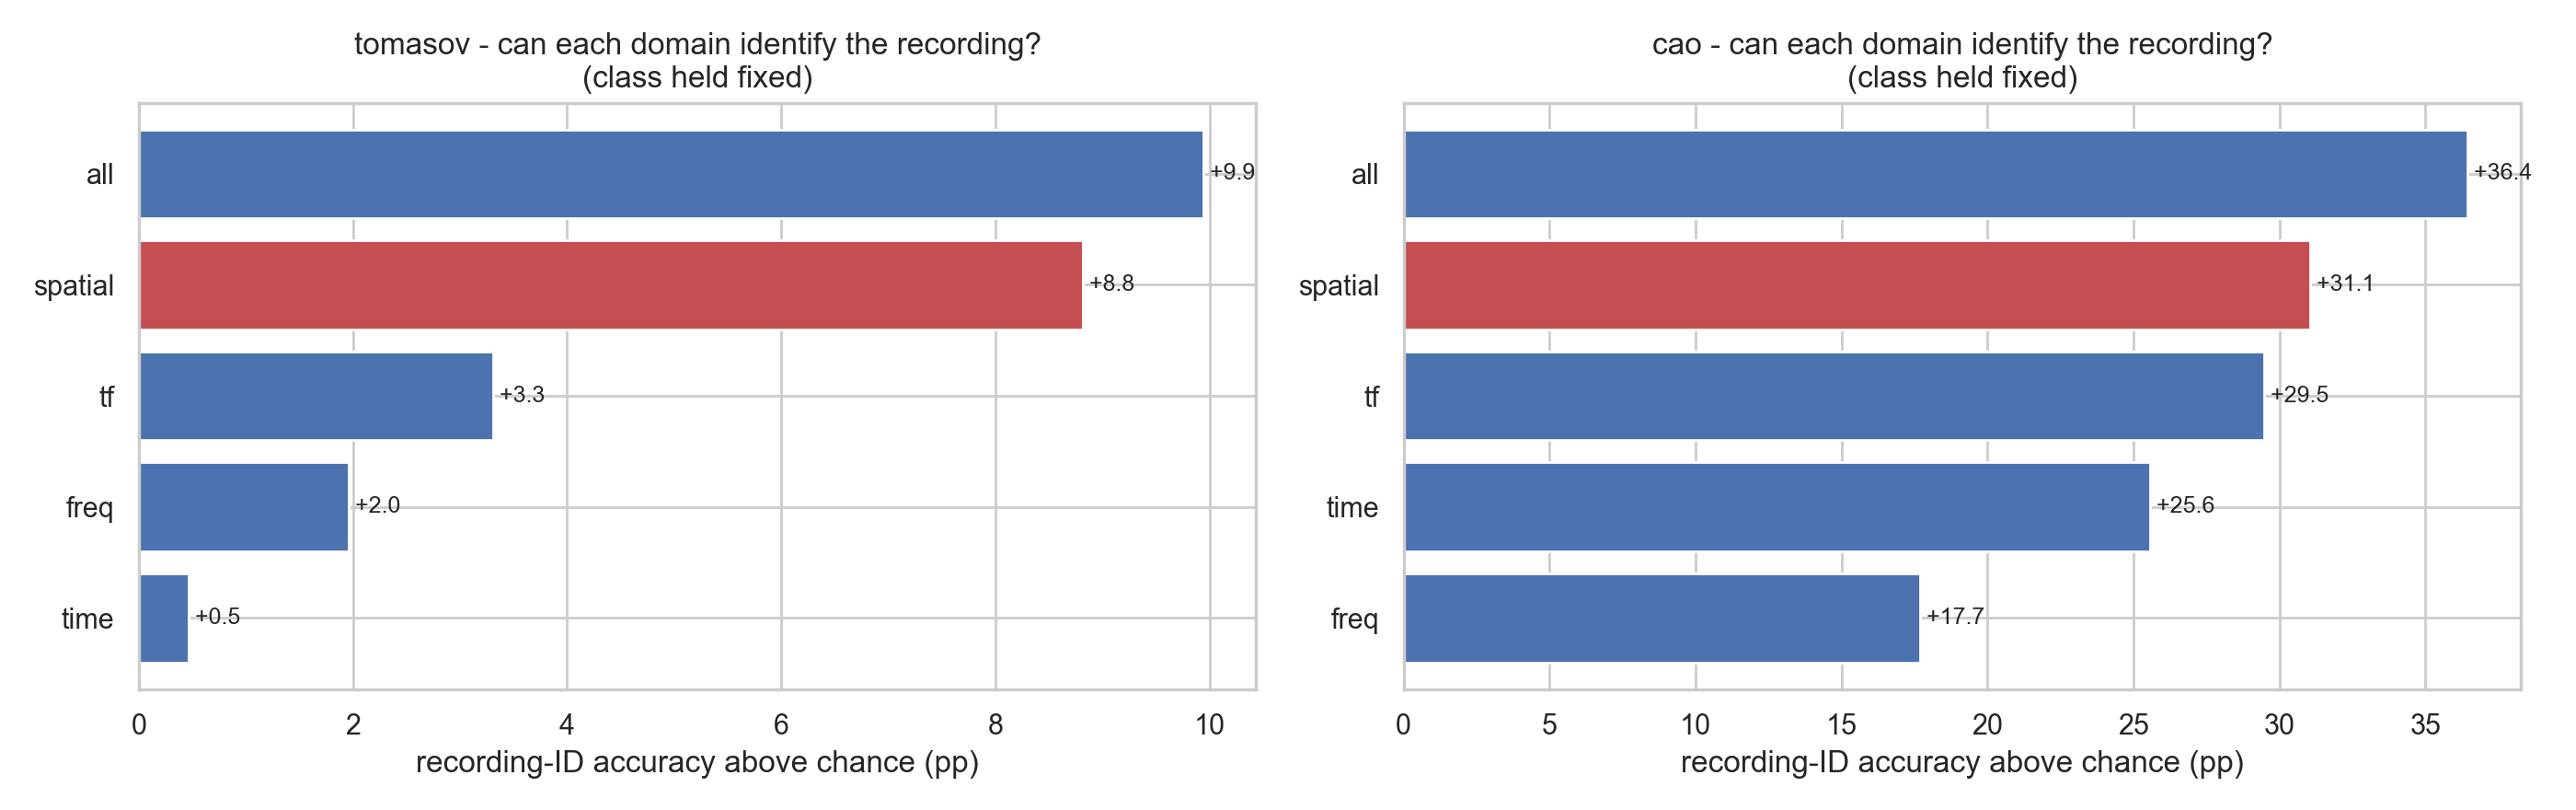 tomasov - can each domain identify the recording?
(class held fixed)
all
+9.9
spatial
+8.8
tf
+3.3
freq
+2.0
time
+0.5
0 2 4 6 8 10
recording-ID accuracy above chance (pp)
cao - can each domain identify the recording?
(class held fixed)
all
+36.4
spatial
+31.1
tf
+29.5
time
+25.6
freq
+17.7
0 5 10 15 20 25 30 35
recording-ID accuracy above chance (pp)